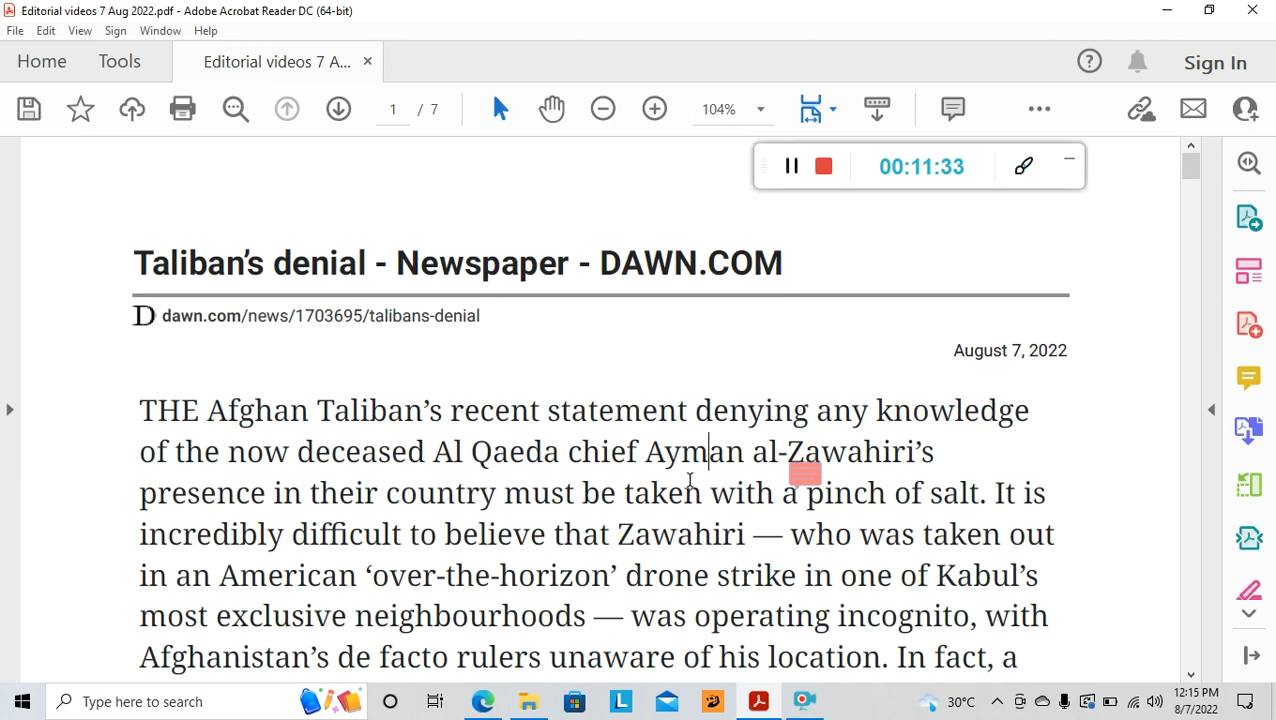 Editorial videos 7 Aug 2022.pdf - Adobe Acrobat Reader DC (64-bit)
File Edit View Sign Window Help
Home Tools Editorial videos 7 A... × Sign In
1 / 7 104%
00:11:33
Taliban’s denial - Newspaper - DAWN.COM
D dawn.com/news/1703695/talibans-denial
August 7, 2022
THE Afghan Taliban’s recent statement denying any knowledge
of the now deceased Al Qaeda chief Ayman al-Zawahiri’s
presence in their country must be taken with a pinch of salt. It is
incredibly difficult to believe that Zawahiri — who was taken out
in an American ‘over-the-horizon’ drone strike in one of Kabul’s
most exclusive neighbourhoods — was operating incognito, with
Afghanistan’s de facto rulers unaware of his location. In fact, a
Type here to search
L
30°C
12:15 PM
8/7/2022